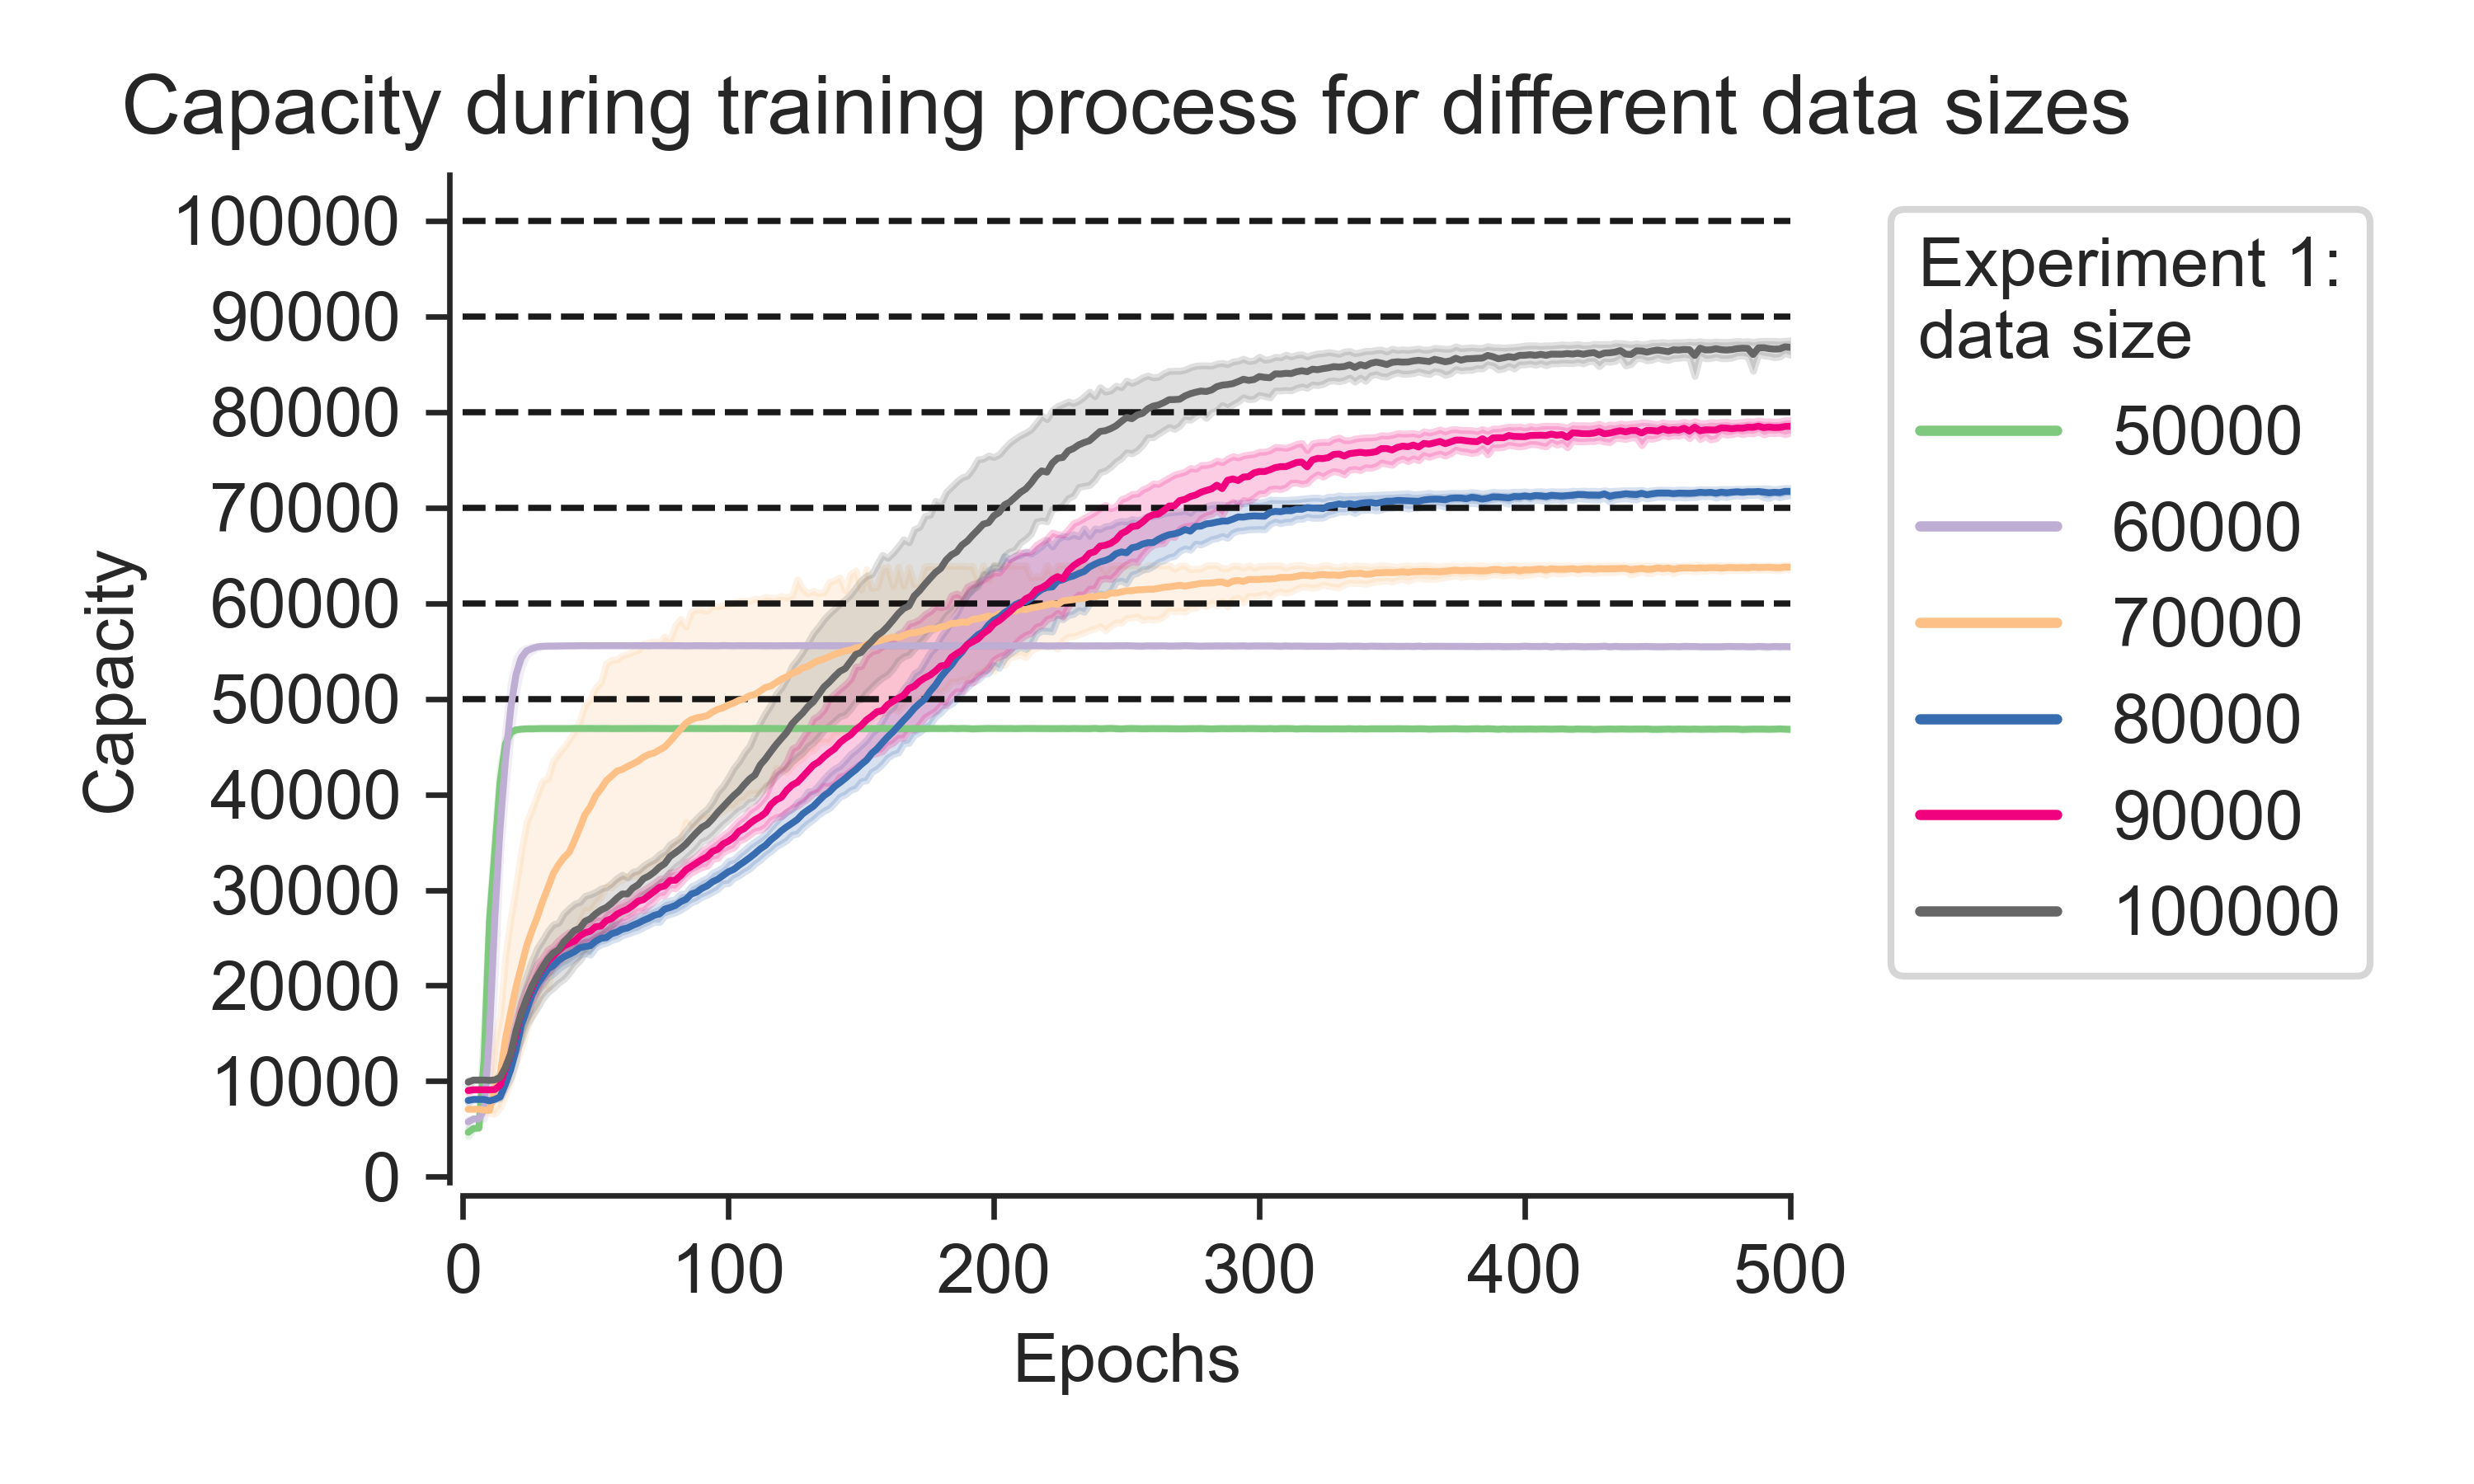 Capacity during training process for different data sizes
100000
90000
80000
70000
60000
50000
40000
30000
20000
10000
0
Capacity
0 100 200 300 400 500
Epochs
Experiment 1:
data size
50000
60000
70000
80000
90000
100000